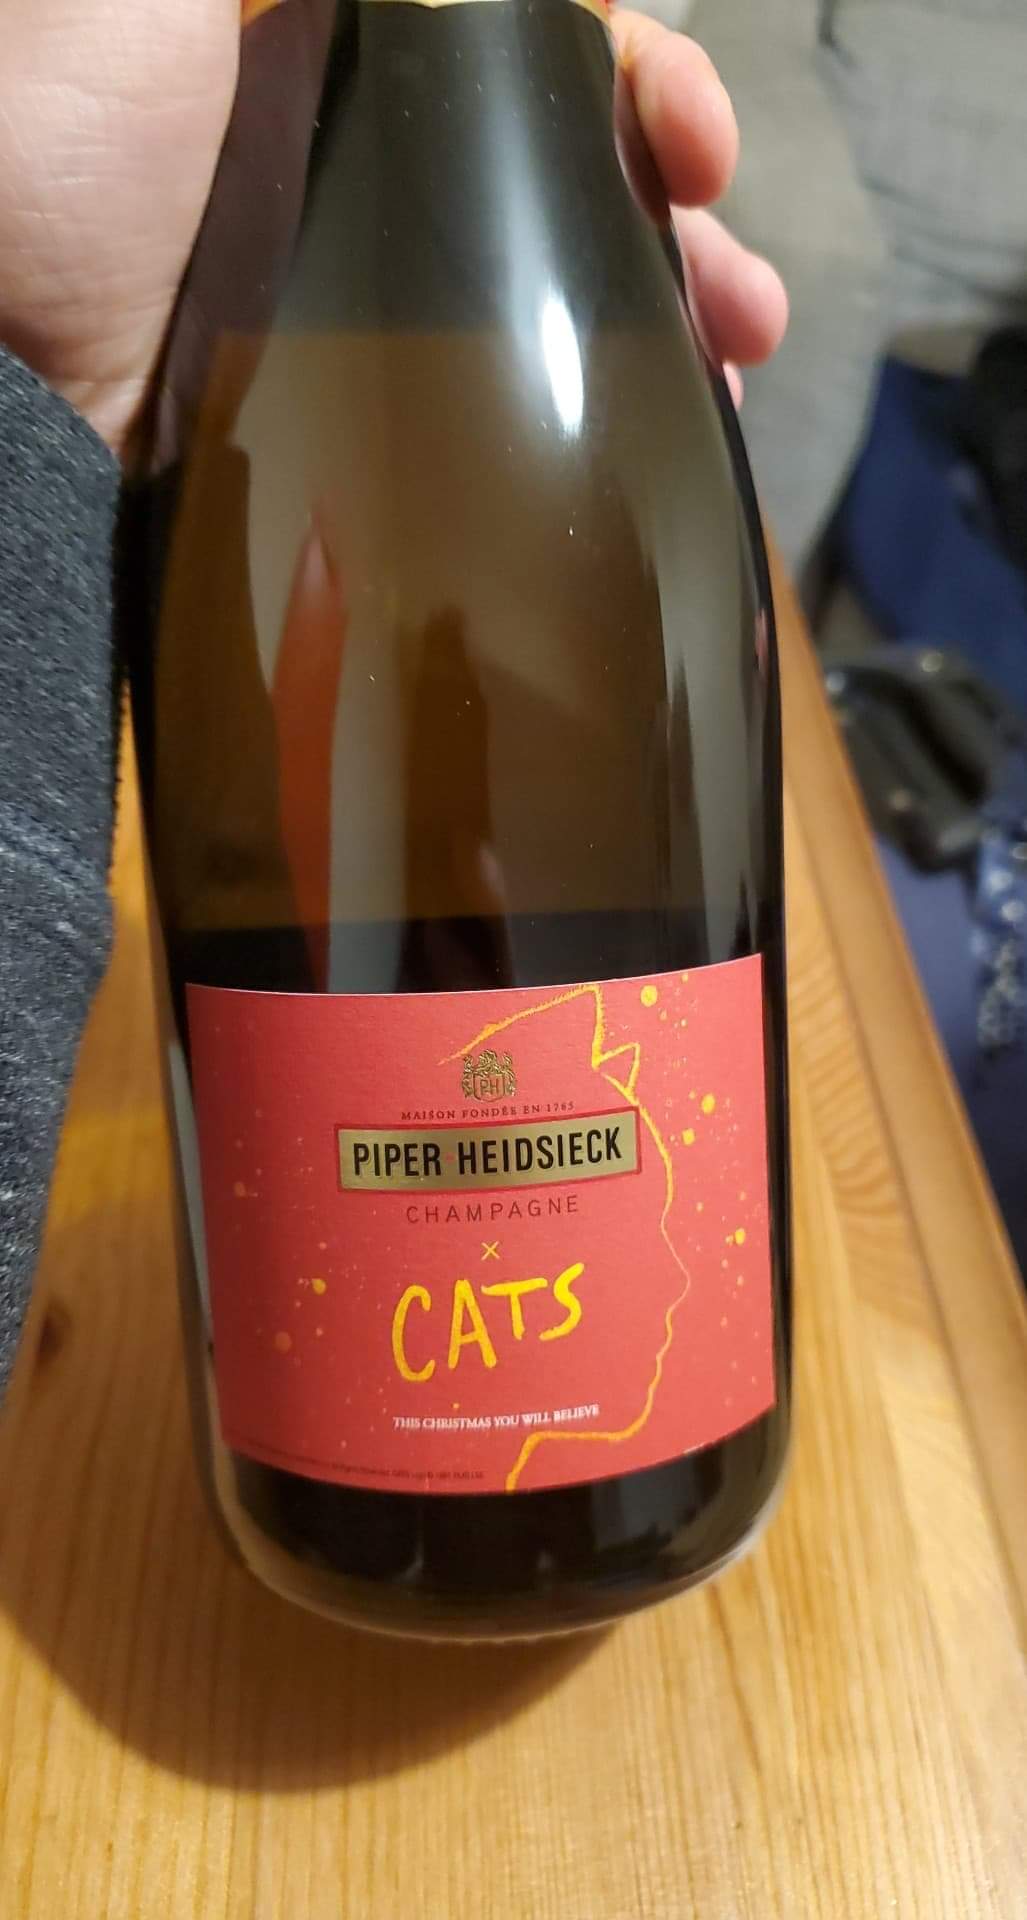 PH
MAISON FONDÉE EN 1785
PIPER-HEIDSIECK
CHAMPAGNE
×
CATS
THIS CHRISTMAS YOU WILL BELIEVE